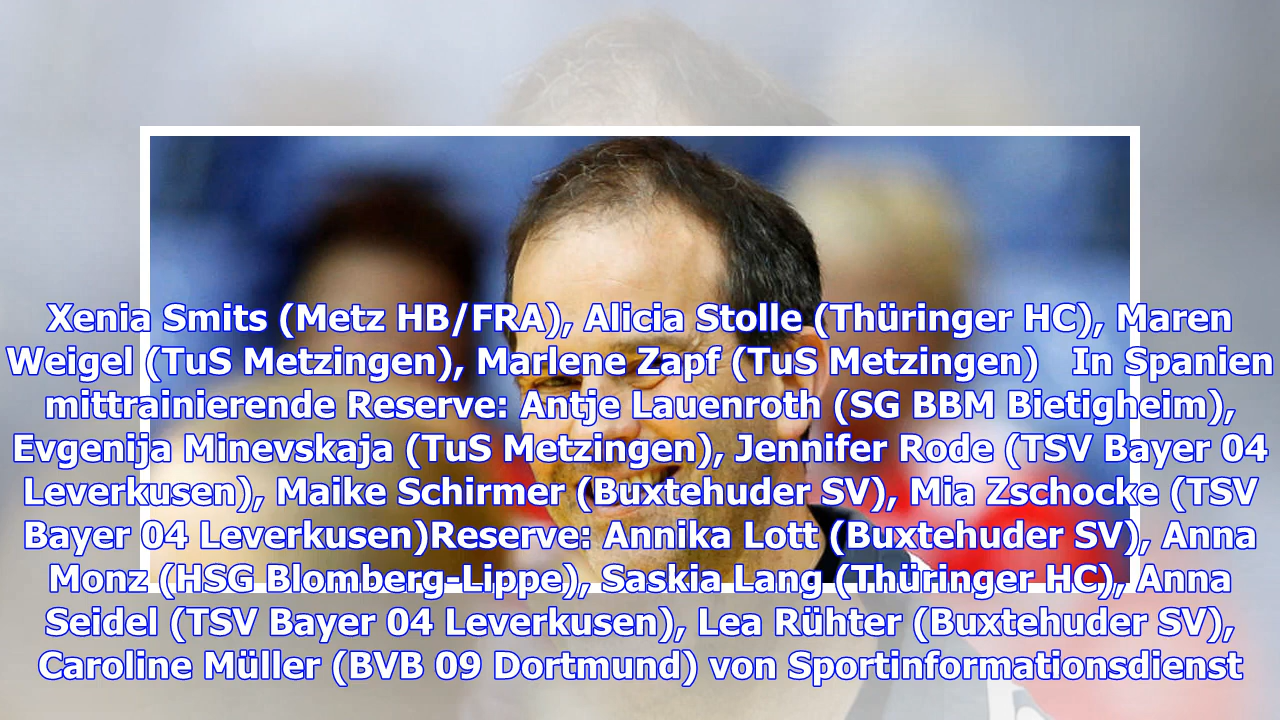 Xenia Smits (Metz HB/FRA), Alicia Stolle (Thüringer HC), Maren
Weigel (TuS Metzingen), Marlene Zapf (TuS Metzingen)   In Spanien
mittrainierende Reserve: Antje Lauenroth (SG BBM Bietigheim),
Evgenija Minevskaja (TuS Metzingen), Jennifer Rode (TSV Bayer 04
Leverkusen), Maike Schirmer (Buxtehuder SV), Mia Zschocke (TSV
Bayer 04 Leverkusen)Reserve: Annika Lott (Buxtehuder SV), Anna
Monz (HSG Blomberg-Lippe), Saskia Lang (Thüringer HC), Anna
Seidel (TSV Bayer 04 Leverkusen), Lea Rühter (Buxtehuder SV),
Caroline Müller (BVB 09 Dortmund) von Sportinformationsdienst